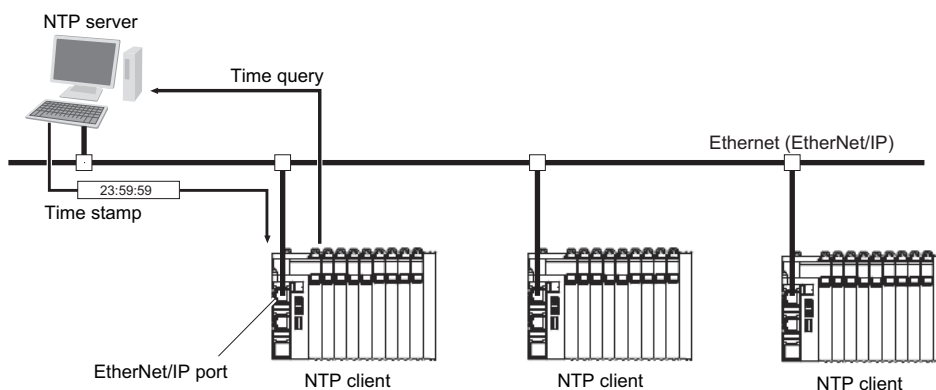 NTP server
Time query
Ethernet (EtherNet/IP)
23:59:59
Time stamp
EtherNet/IP port
NTP client
NTP client
NTP client